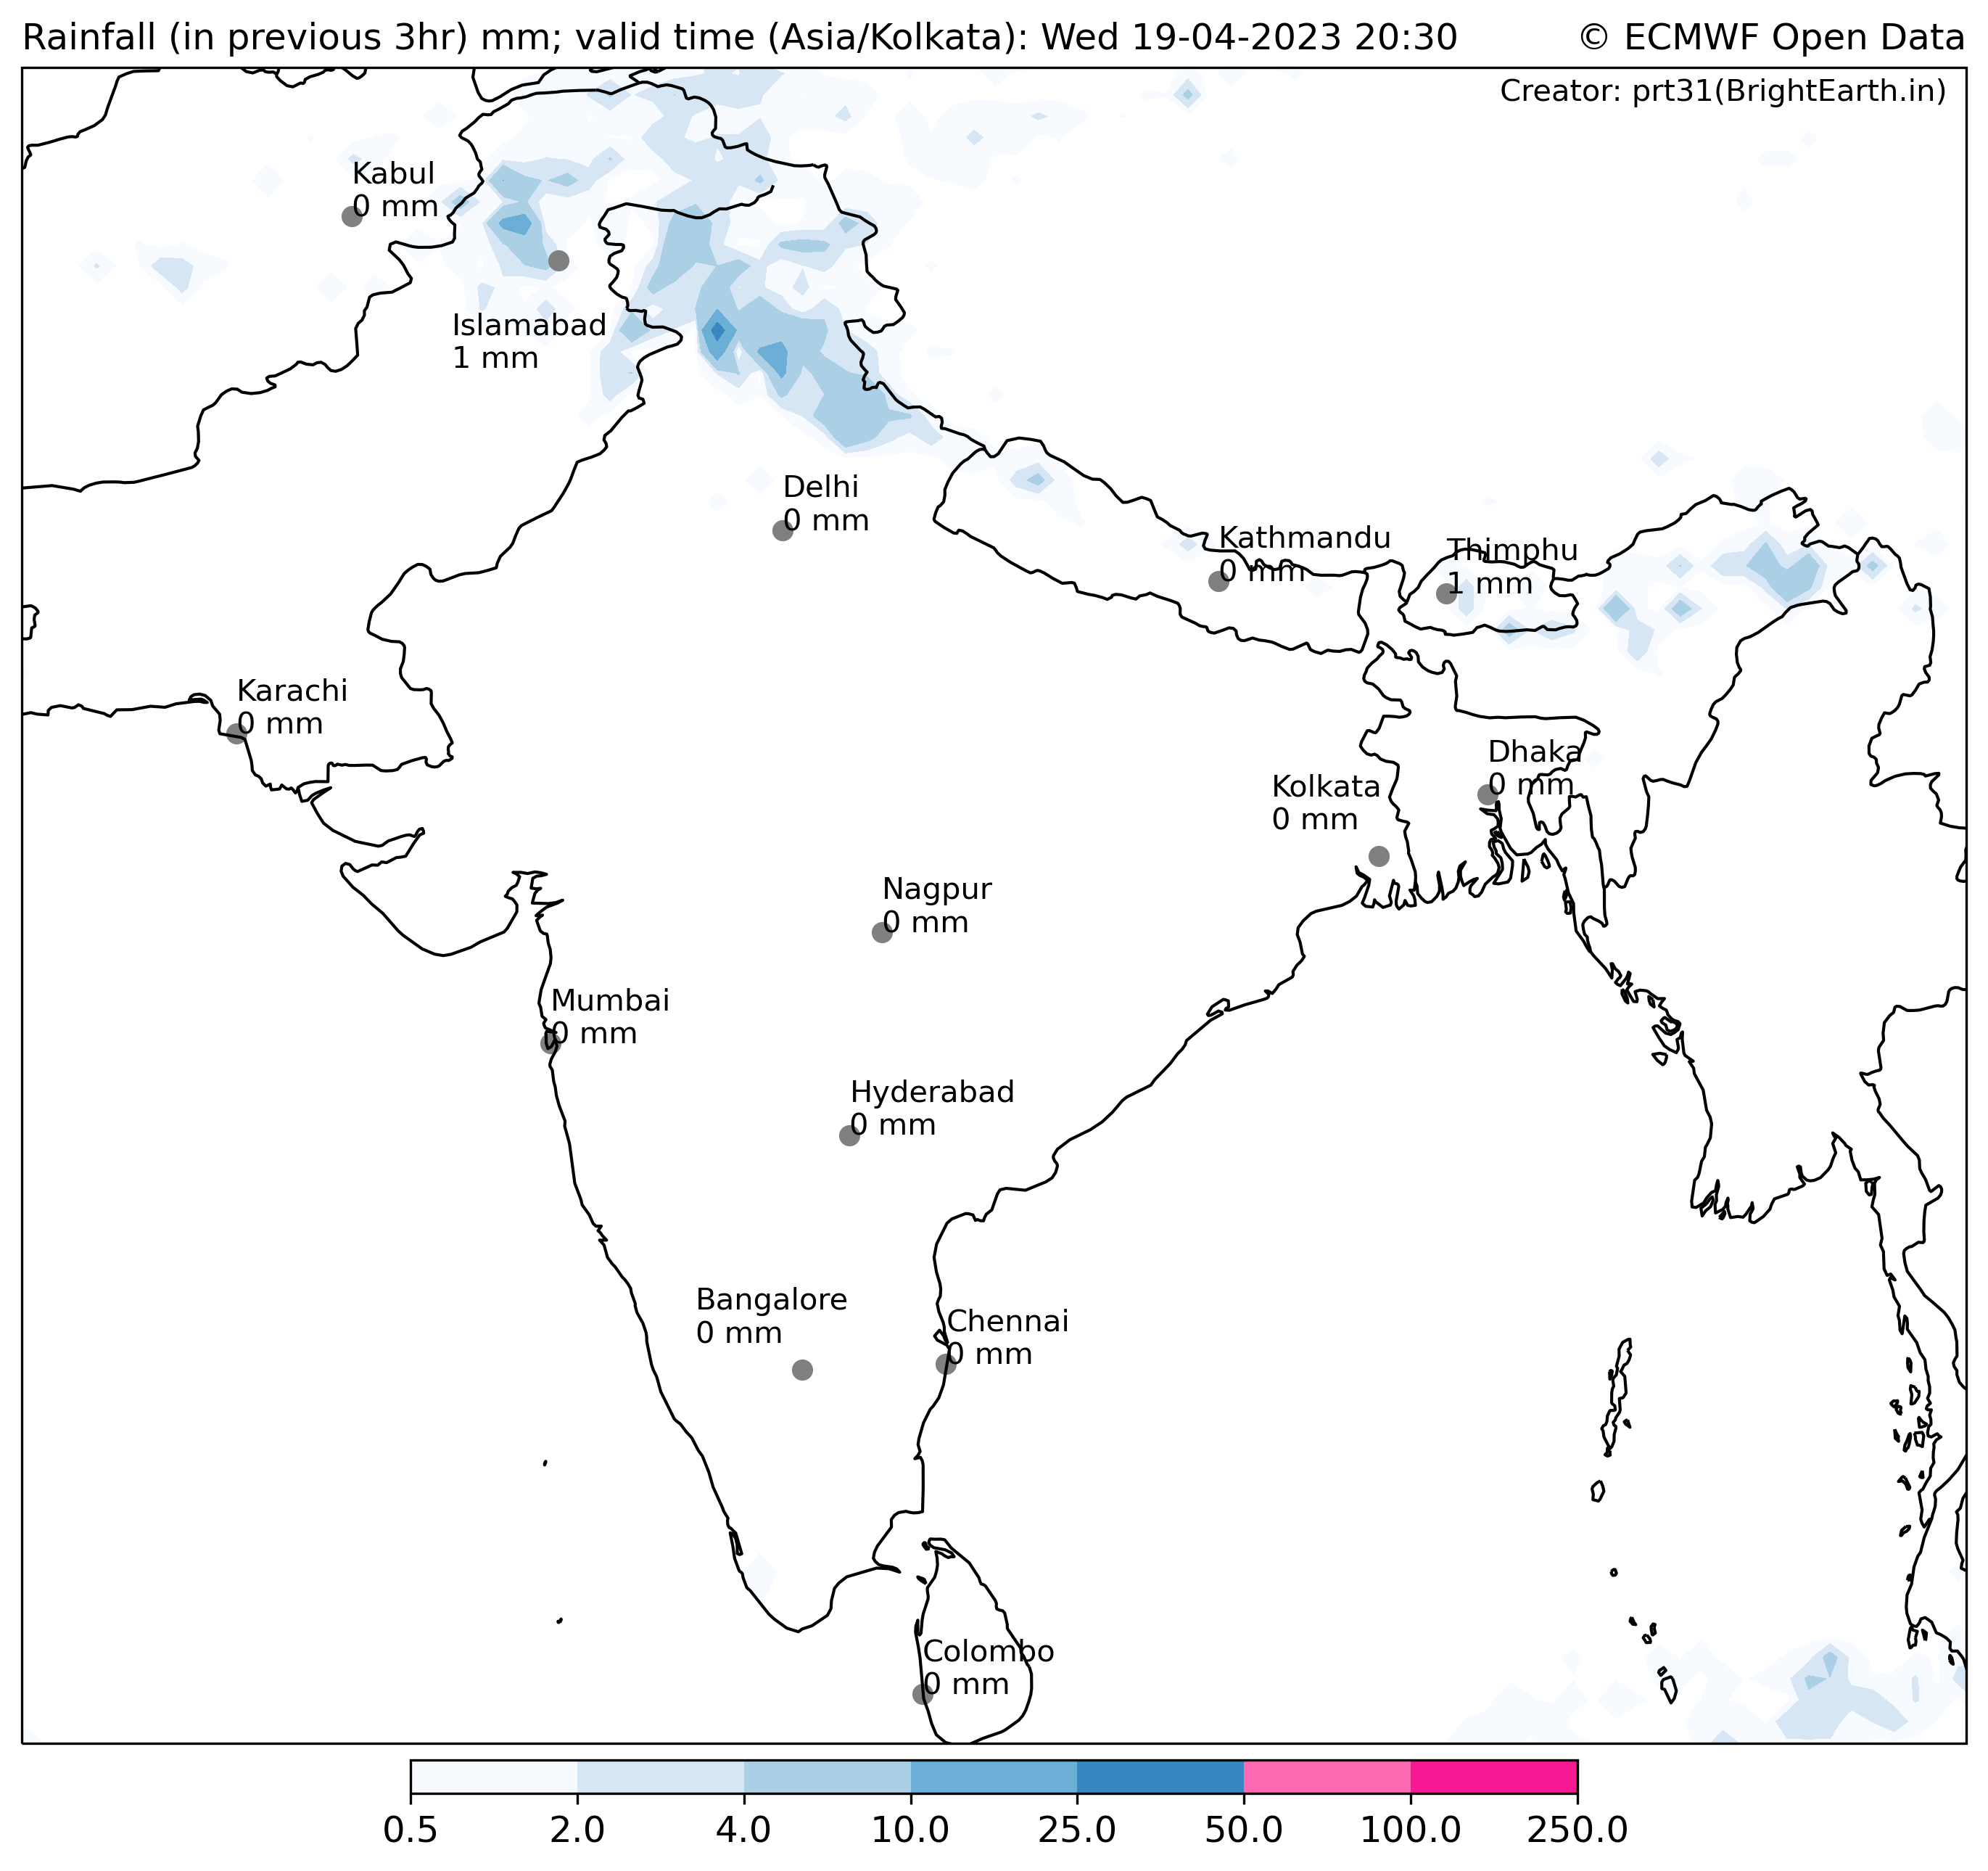 Rainfall (in previous 3hr) mm; valid time (Asia/Kolkata): Wed 19-04-2023 20:30
© ECMWF Open Data
Creator: prt31(BrightEarth.in)
Kabul
0 mm
Islamabad
1 mm
Delhi
0 mm
Kathmandu
0 mm
Thimphu
1 mm
Karachi
0 mm
Dhaka
0 mm
Kolkata
0 mm
Nagpur
0 mm
Mumbai
0 mm
Hyderabad
0 mm
Bangalore
0 mm
Chennai
0 mm
Colombo
0 mm
0.5 2.0 4.0 10.0 25.0 50.0 100.0 250.0